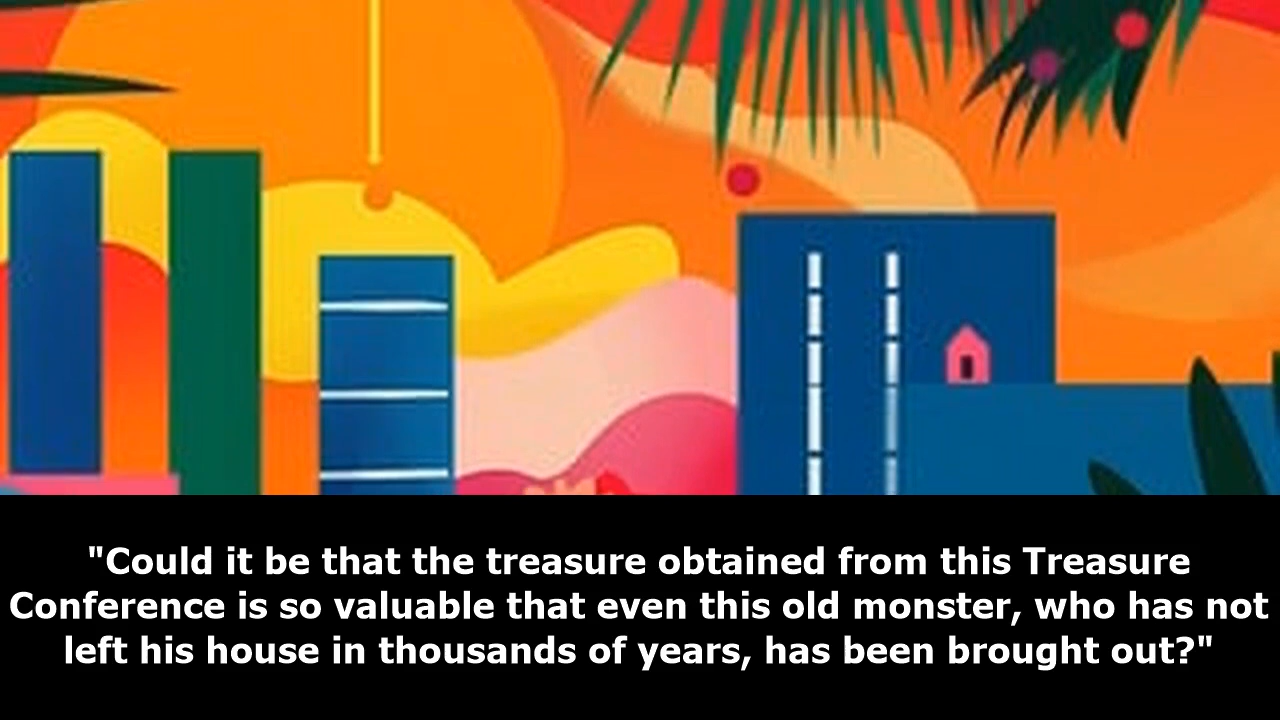 "Could it be that the treasure obtained from this Treasure
Conference is so valuable that even this old monster, who has not
left his house in thousands of years, has been brought out?"